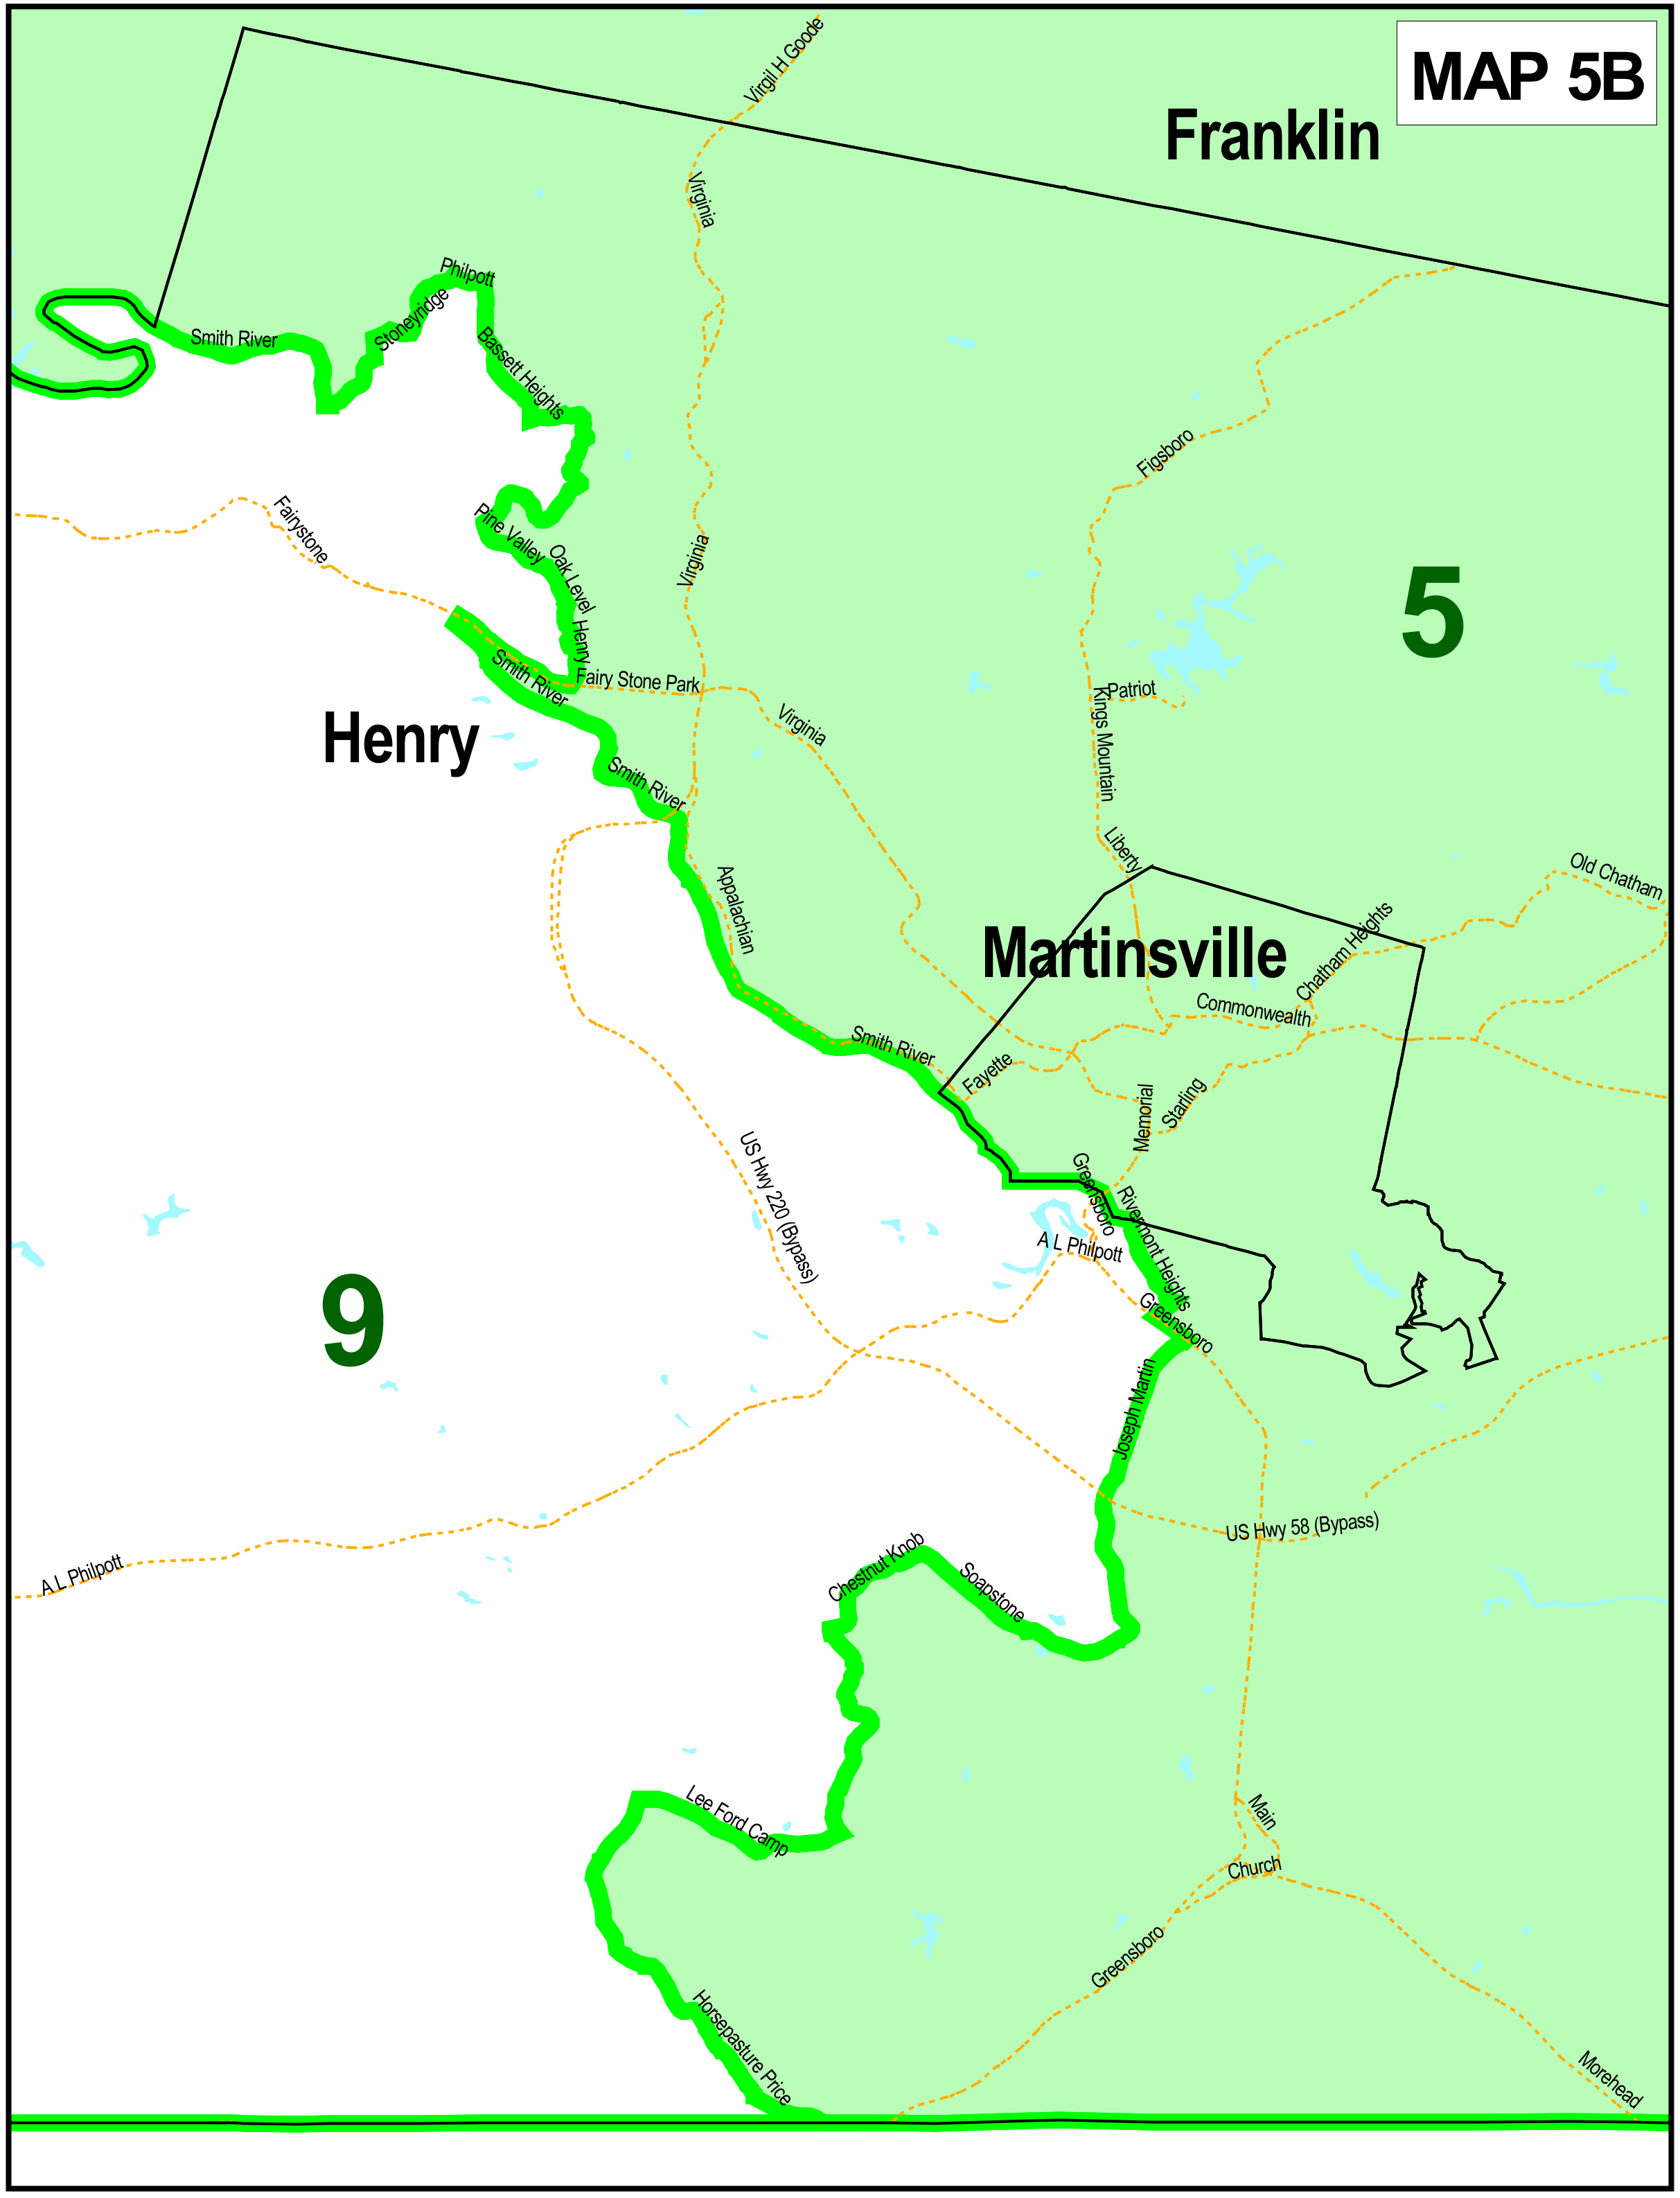 Virgil H Goode
MAP 5B
Franklin
Virginia
Philpott
Smith River
Stoneyridge
Bassett Heights
Figsboro
Fairystone
Pine Valley
Oak Level
Virginia
5
Henry
Smith River
Fairy Stone Park
Patriot
Kings Mountain
Henry
Virginia
Smith River
Liberty
Old Chatham
Appalachian
Martinsville
Chatham Heights
Commonwealth
Smith River
Fayette
Memorial
Starling
US Hwy 220 (Bypass)
Greensboro
Rivermont Heights
A L Philpott
9
Greensboro
Joseph Martin
US Hwy 58 (Bypass)
A L Philpott
Chestnut Knob
Soapstone
Lee Ford Camp
Main
Church
Greensboro
Horsepasture Price
Morehead